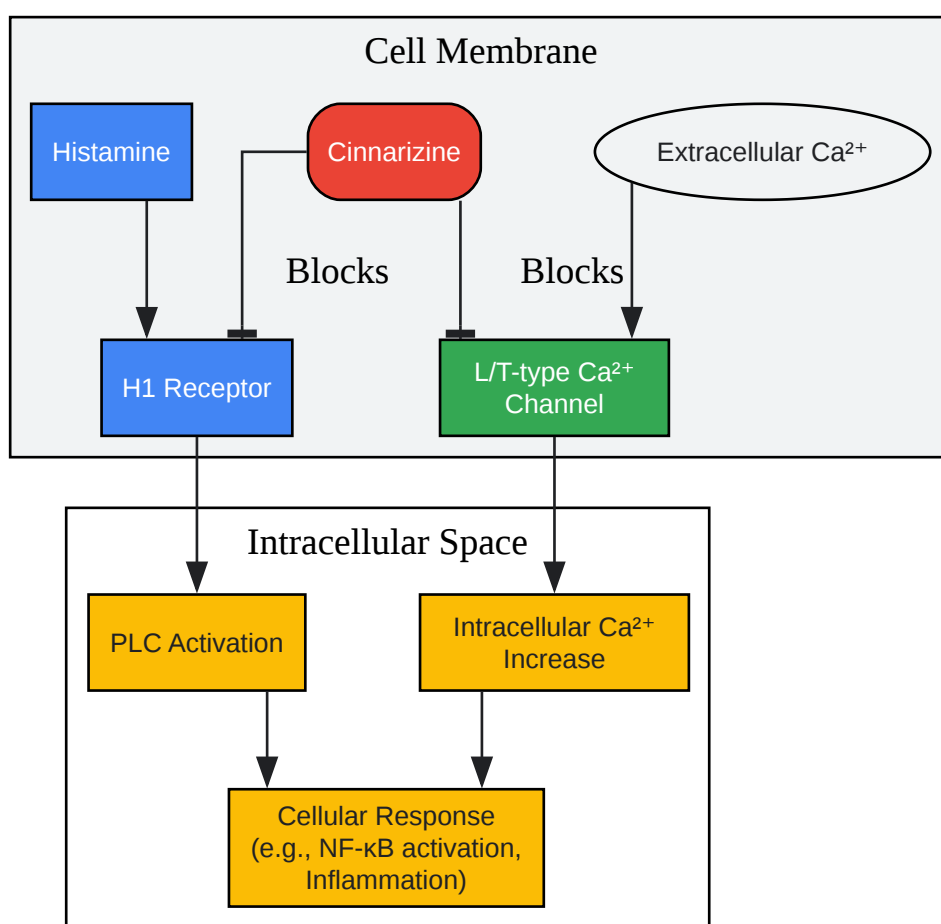 Cell Membrane
Histamine
Cinnarizine
Extracellular Ca²⁺
Blocks
Blocks
H1 Receptor
L/T-type Ca²⁺
Channel
Intracellular Space
PLC Activation
Intracellular Ca²⁺
Increase
Cellular Response
(e.g., NF-κB activation,
Inflammation)